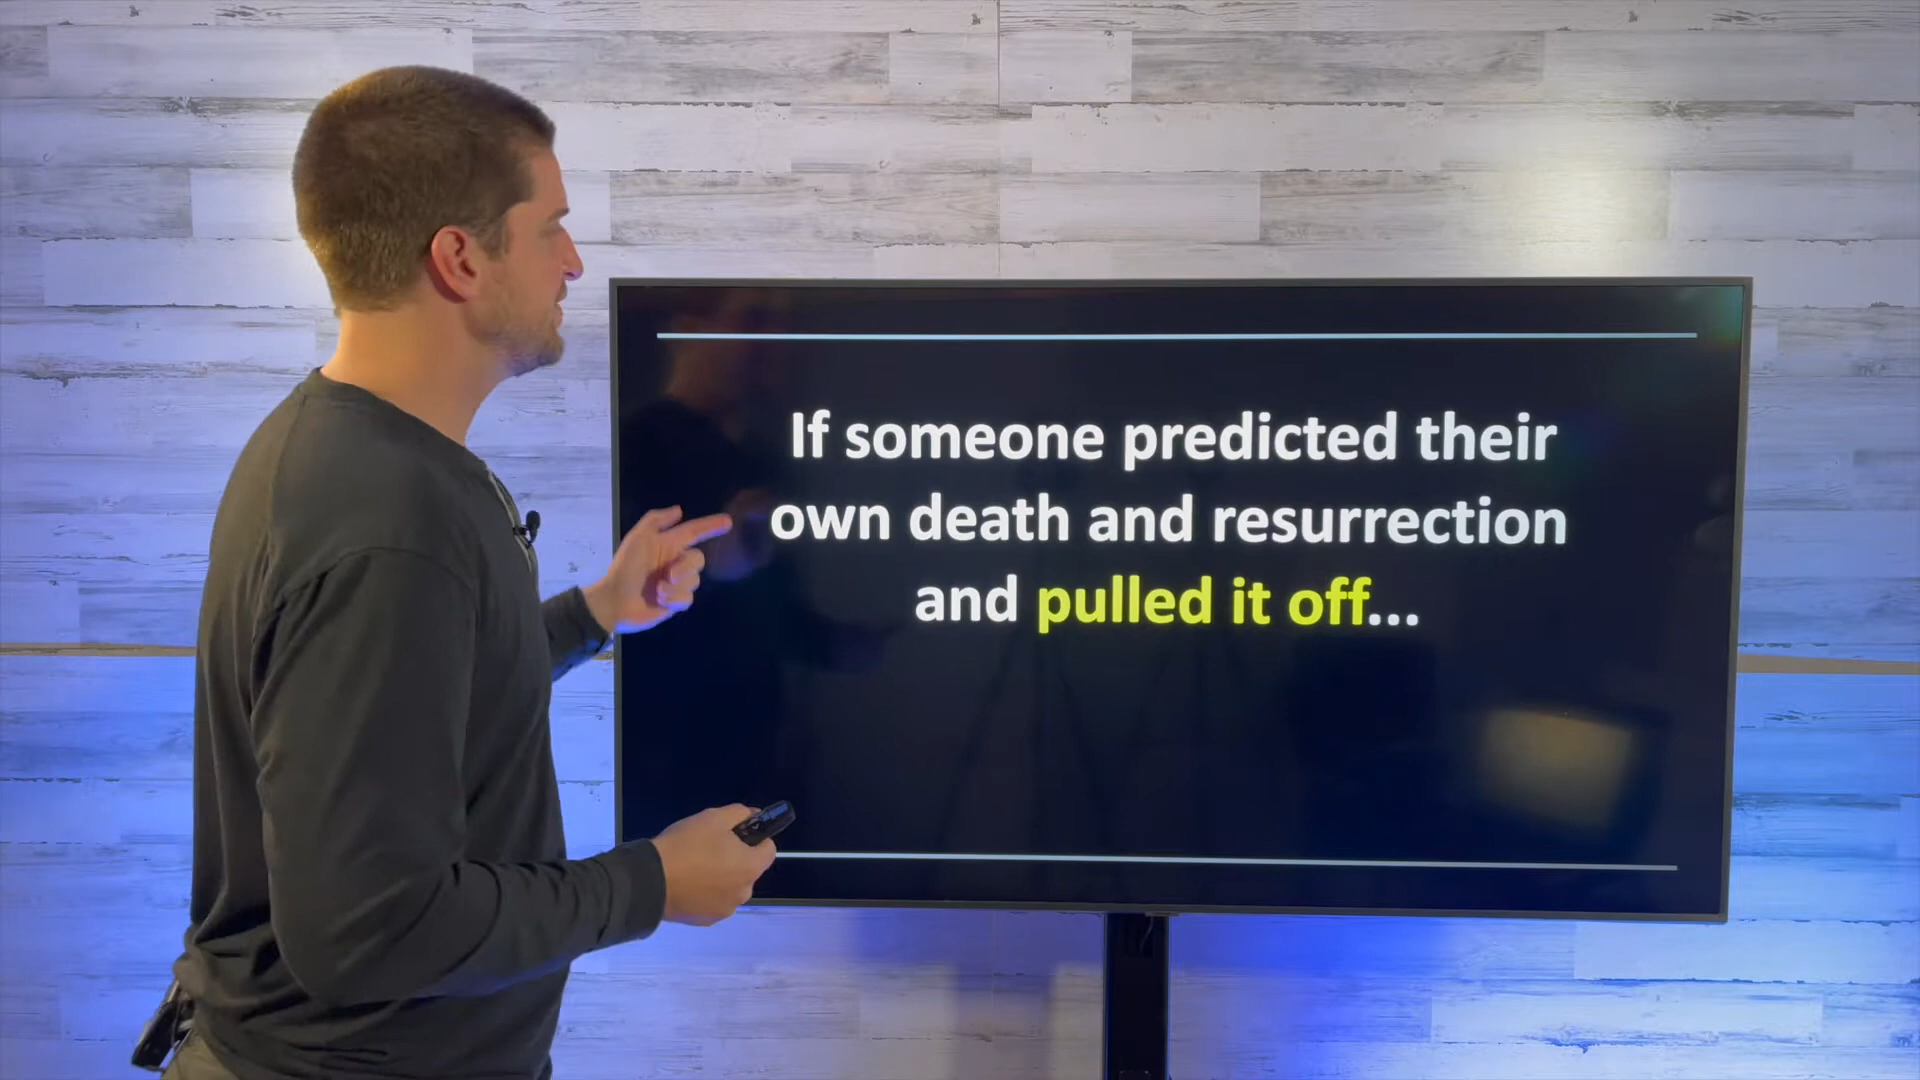 If someone predicted their
own death and resurrection
and pulled it off...